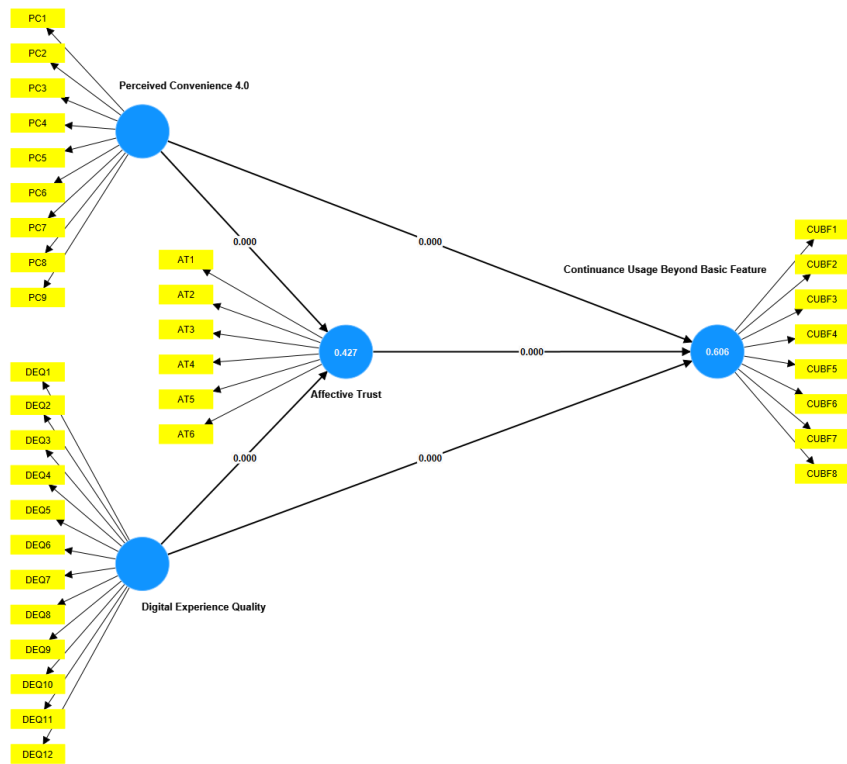 PC1
PC2
PC3
PC4
PC5
PC6
PC7
PC8
PC9
Perceived Convenience 4.0
0.000
0.000
AT1
AT2
AT3
AT4
AT5
AT6
0.427
Affective Trust
0.000
Continuance Usage Beyond Basic Feature
0.606
CUBF1
CUBF2
CUBF3
CUBF4
CUBF5
CUBF6
CUBF7
CUBF8
DEQ1
DEQ2
DEQ3
DEQ4
DEQ5
DEQ6
DEQ7
DEQ8
DEQ9
DEQ10
DEQ11
DEQ12
0.000
0.000
Digital Experience Quality